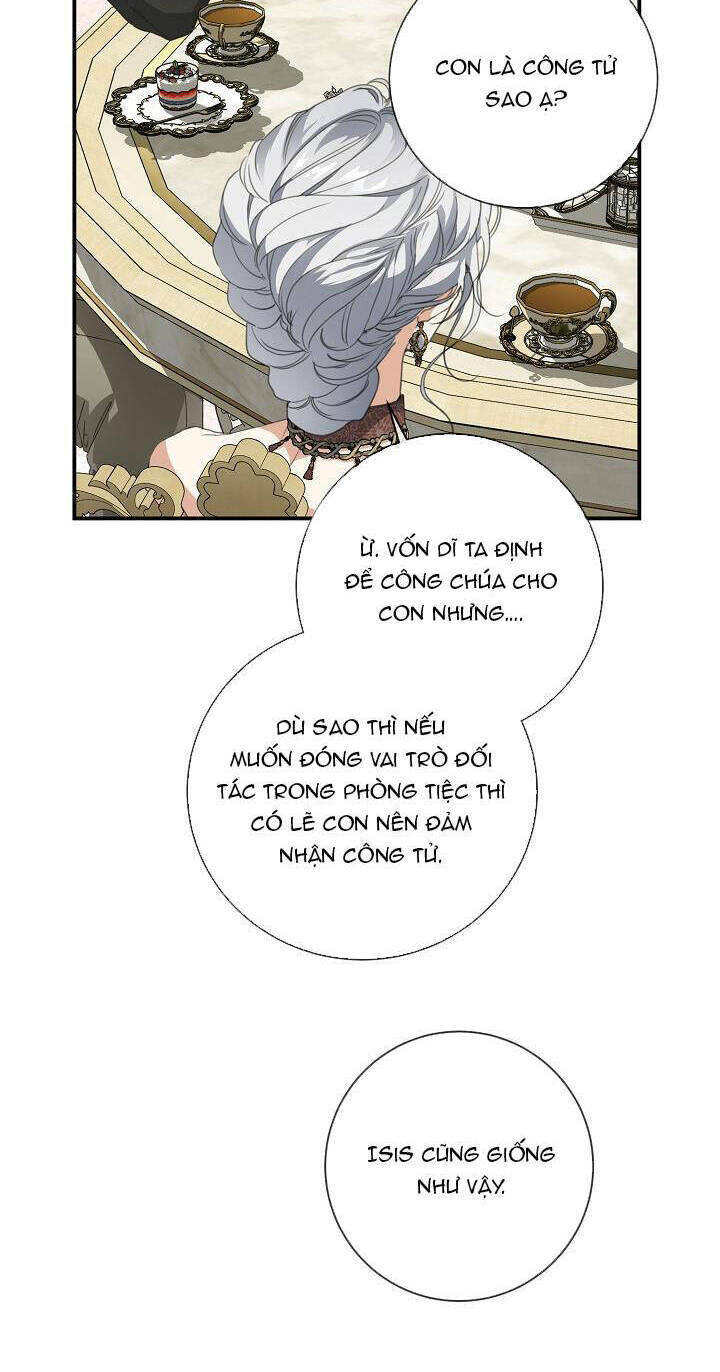 CON LÀ CÔNG TỬ
SAO Ạ?
Ừ. VỐN DĨ TA ĐỊNH
ĐỂ CÔNG CHÚA CHO
CON NHƯNG....
DÙ SAO THÌ NẾU
MUỐN ĐÓNG VAI TRÒ ĐỐI
TÁC TRONG PHÒNG TIỆC THÌ
CÓ LẼ CON NÊN ĐẢM
NHẬN CÔNG TỬ.
ISIS CŨNG GIỐNG
NHƯ VẬY.